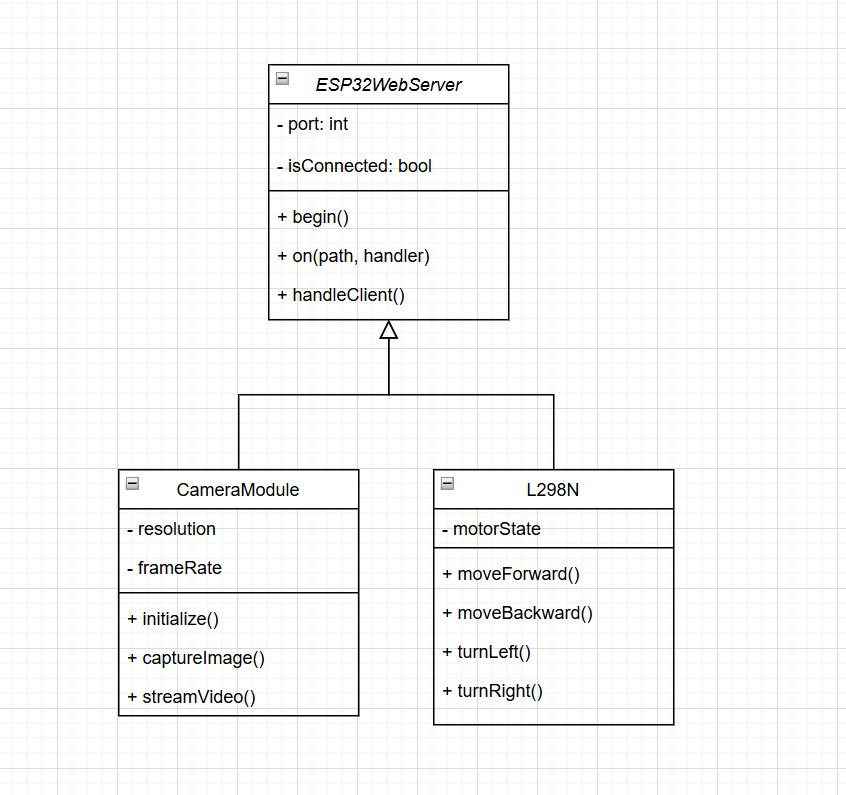 ESP32WebServer
- port: int
- isConnected: bool
+ begin()
+ on(path, handler)
+ handleClient()
CameraModule
- resolution
- frameRate
+ initialize()
+ captureImage()
+ streamVideo()
L298N
- motorState
+ moveForward()
+ moveBackward()
+ turnLeft()
+ turnRight()